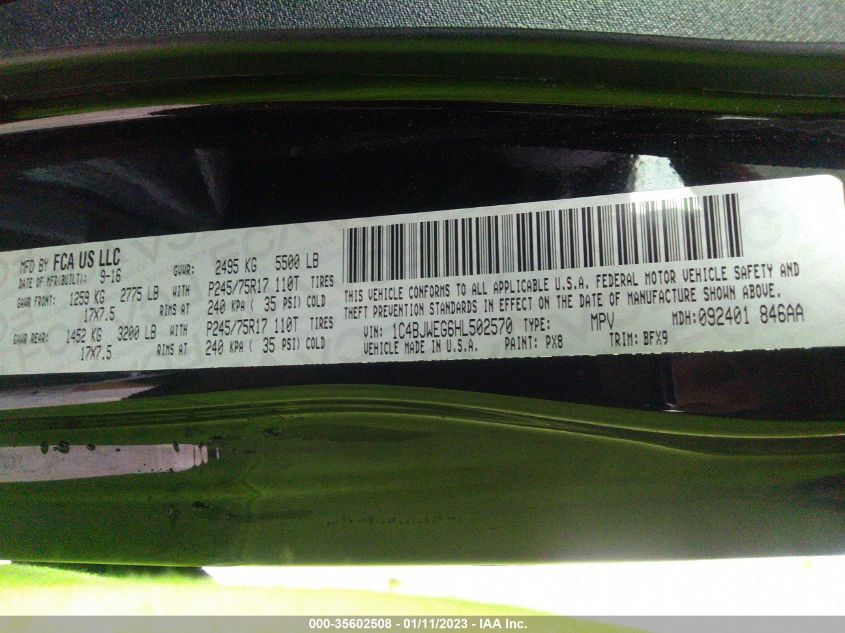 MFD BY FCA US LLC
DATE OF MFR(BUILT): 9-16
GVWR: 2495 KG 5500 LB
GAWR FRONT: 1259 KG 2775 LB WITH P245/75R17 110T TIRES
17X7.5 RIMS AT 240 KPA ( 35 PSI) COLD
GAWR REAR: 1452 KG 3200 LB WITH P245/75R17 110T TIRES
17X7.5 RIMS AT 240 KPA ( 35 PSI) COLD
THIS VEHICLE CONFORMS TO ALL APPLICABLE U.S.A. FEDERAL MOTOR VEHICLE SAFETY AND
THEFT PREVENTION STANDARDS IN EFFECT ON THE DATE OF MANUFACTURE SHOWN ABOVE.
VIN: 1C4BJWEG6HL502570 TYPE: MPV MDH:092401 846AA
VEHICLE MADE IN U.S.A. PAINT: PX8 TRIM: BFX9
000-35602508 - 01/11/2023 - IAA Inc.